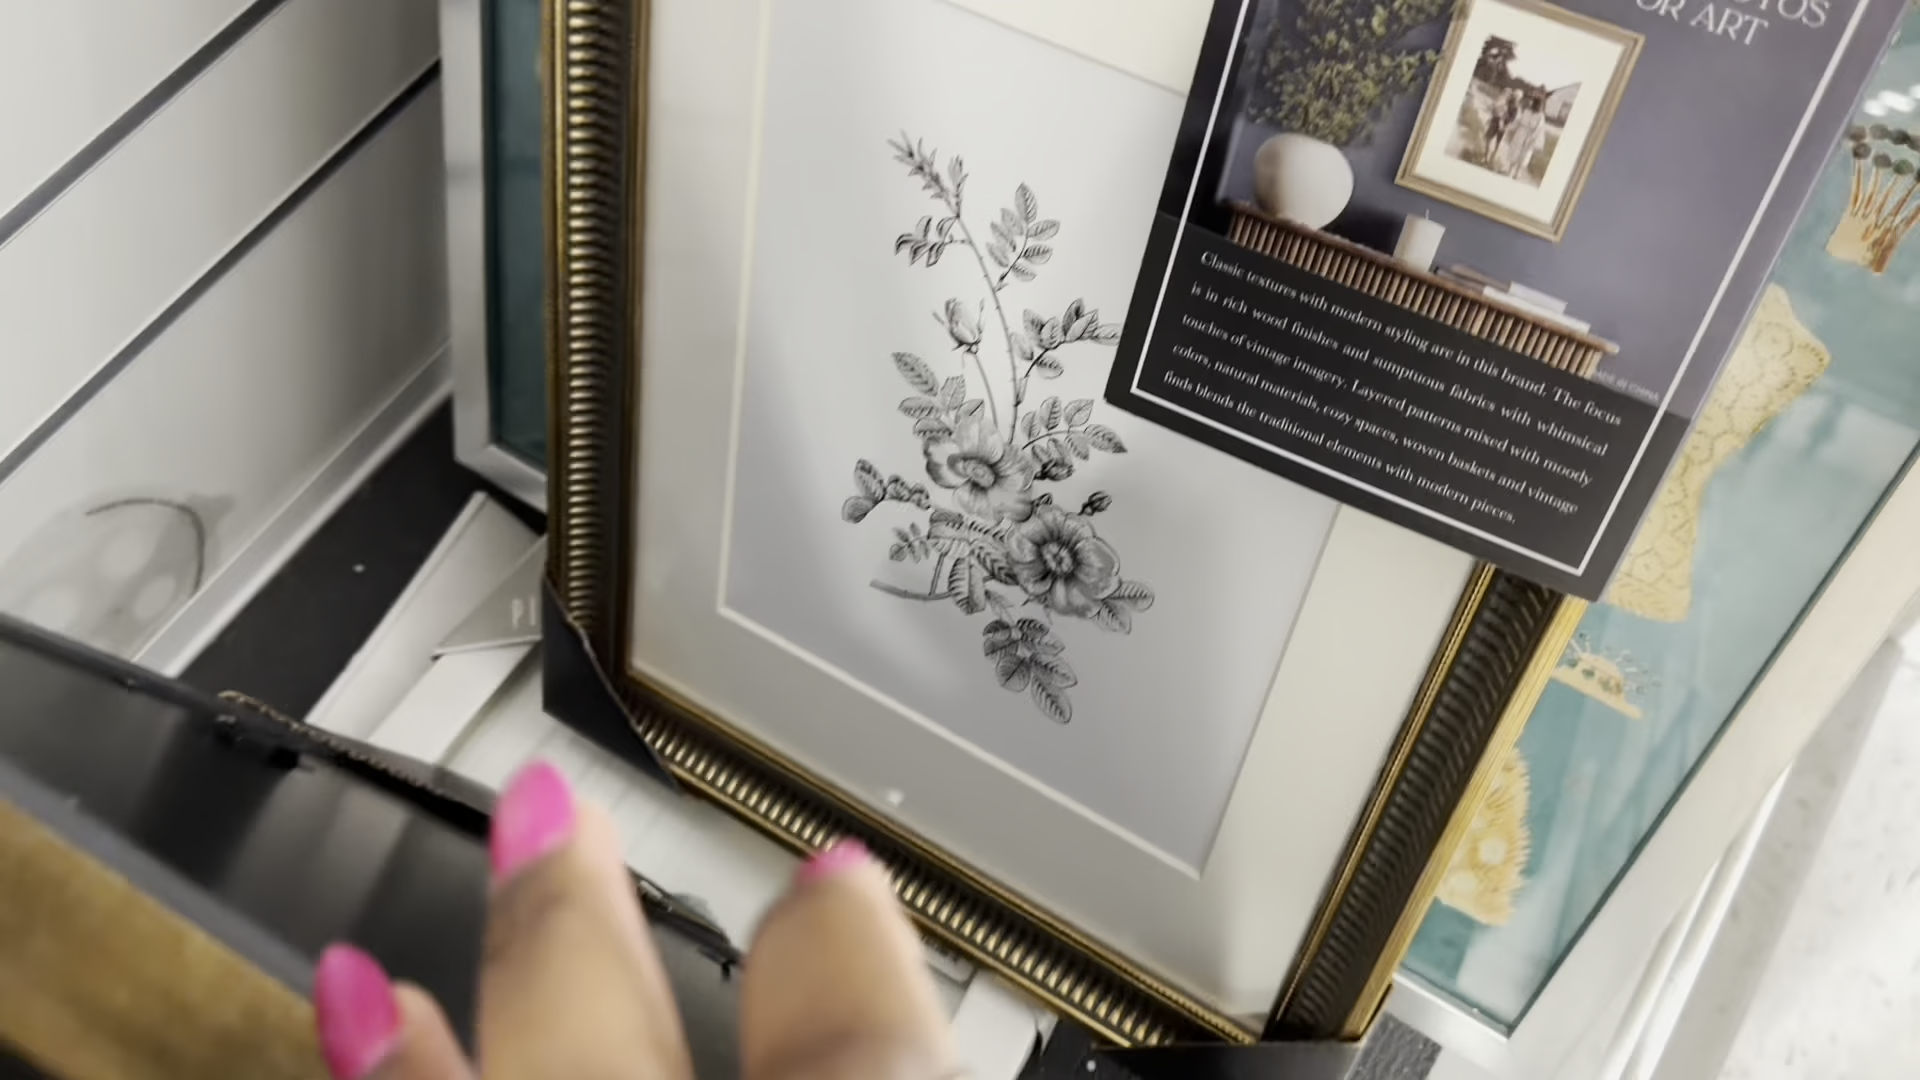 OR ART
Classic textures with modern styling are in this brand. The focus
is in rich wood finishes and sumptuous fabrics with whimsical
touches of vintage imagery. Layered patterns mixed with moody
colors, natural materials, cozy spaces, woven baskets and vintage
finds blends the traditional elements with modern pieces.